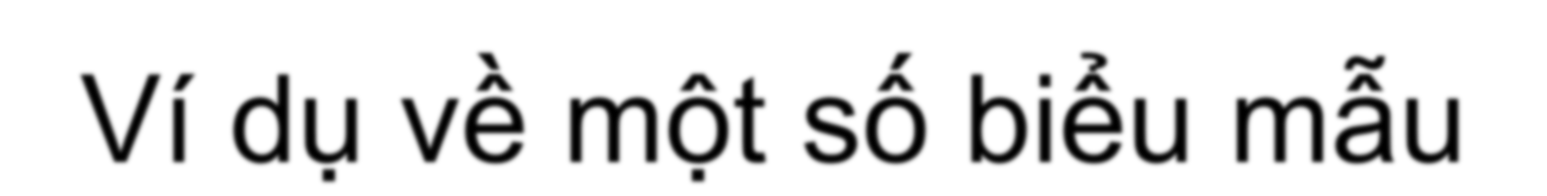 Ví dụ về một số biểu mẫu